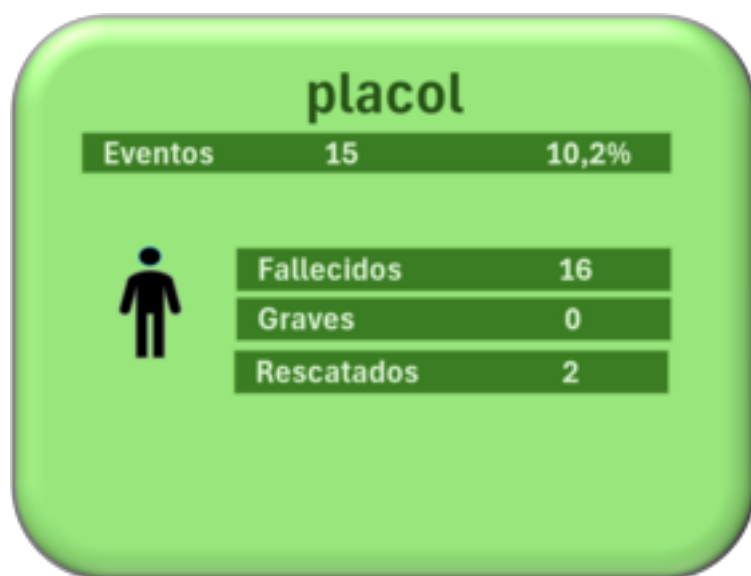 placol
Eventos 15 10,2%
Fallecidos 16
Graves 0
Rescatados 2